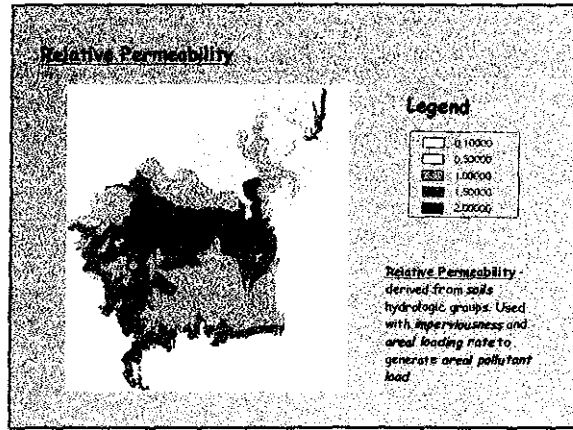 Relative Permeability
Legend
0.10000
0.50000
1.00000
1.50000
2.00000
Relative Permeability -
derived from soils
hydrologic groups. Used
with imperviousness and
areal loading rate to
generate areal pollutant
load